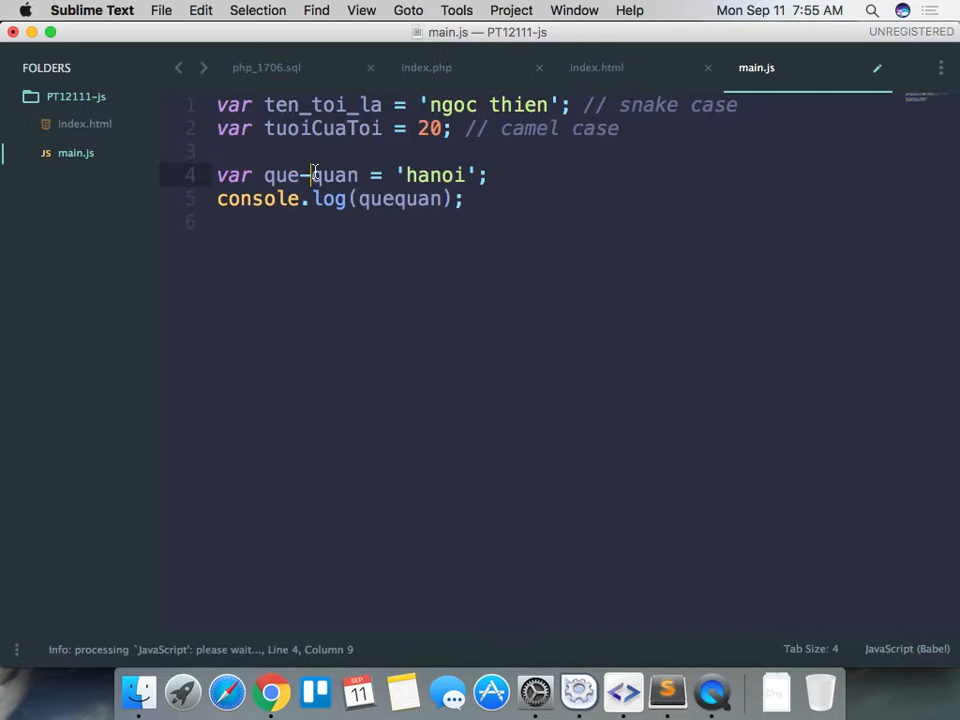 Sublime Text File Edit Selection Find View Goto Tools Project Window Help Mon Sep 11 7:55 AM
main.js — PT12111-js UNREGISTERED
FOLDERS
PT12111-js
index.html
JS main.js
php_1706.sql × index.php × index.html × main.js
1 var ten_toi_la = 'ngoc thien'; // snake case
2 var tuoiCuaToi = 20; // camel case
3
4 var que-quan = 'hanoi';
5 console.log(quequan);
6
Info: processing `JavaScript': please wait..., Line 4, Column 9 Tab Size: 4 JavaScript (Babel)
SEP
11